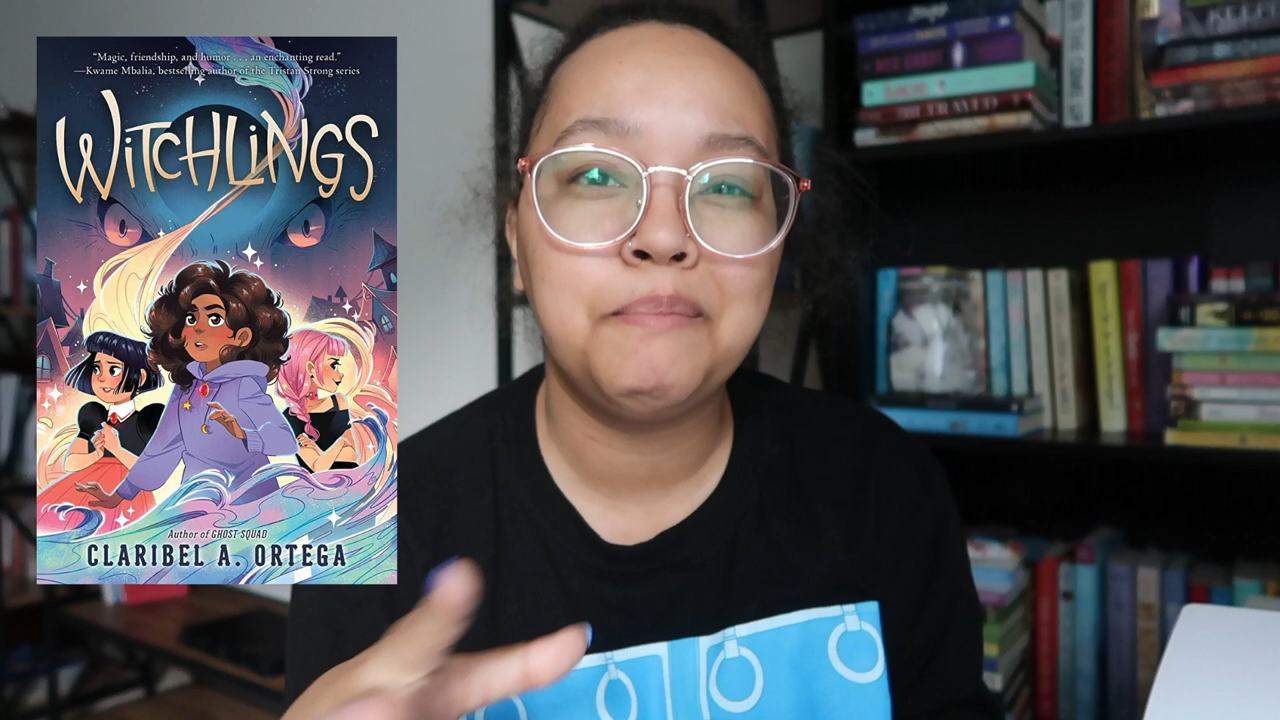 “Magic, friendship, and humor . . . an enchanting read.”
—Kwame Mbalia, bestselling author of the Tristan Strong series
WiTCHLiNGS
Author of GHOST SQUAD
CLARIBEL A. ORTEGA
BETRAYED